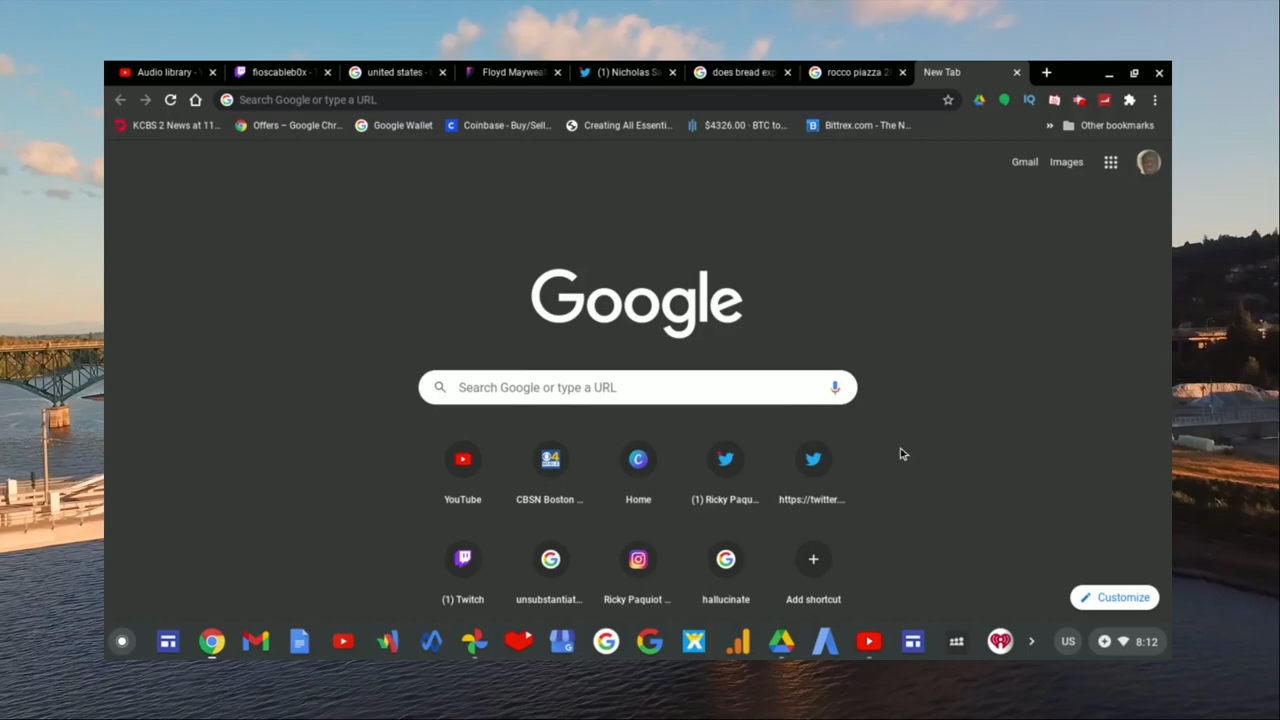 Audio library - Y
fioscableb0x - T
united states - G
Floyd Mayweat
(1) Nicholas Sa
does bread exp
rocco piazza 2
New Tab
Search Google or type a URL
KCBS 2 News at 11...
Offers – Google Chr...
Google Wallet
Coinbase - Buy/Sell...
Creating All Essenti...
$4326.00 · BTC to...
Bittrex.com - The N...
Other bookmarks
Gmail
Images
Google
Search Google or type a URL
YouTube
CBSN Boston ...
Home
(1) Ricky Paqu...
https://twitter....
(1) Twitch
unsubstantiat...
Ricky Paquiot ...
hallucinate
Add shortcut
Customize
US
8:12